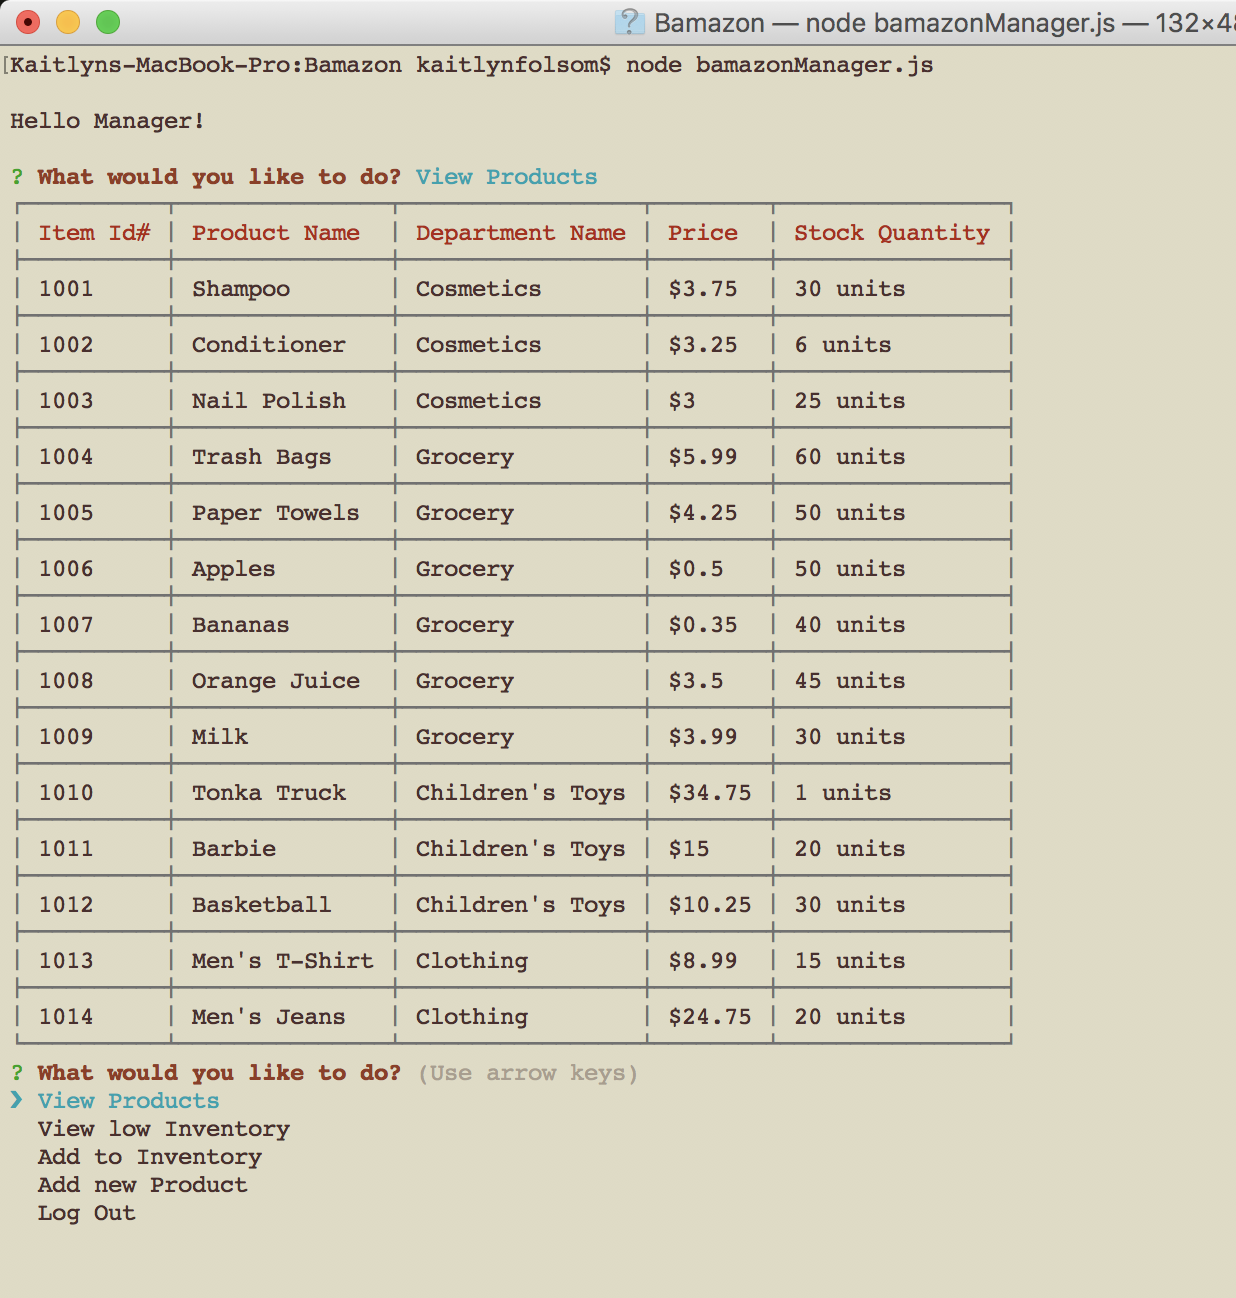 Bamazon — node bamazonManager.js — 132×48
[Kaitlyns-MacBook-Pro:Bamazon kaitlynfolsom$ node bamazonManager.js
Hello Manager!
? What would you like to do? View Products
Item Id# Product Name Department Name Price Stock Quantity
1001 Shampoo Cosmetics $3.75 30 units
1002 Conditioner Cosmetics $3.25 6 units
1003 Nail Polish Cosmetics $3 25 units
1004 Trash Bags Grocery $5.99 60 units
1005 Paper Towels Grocery $4.25 50 units
1006 Apples Grocery $0.5 50 units
1007 Bananas Grocery $0.35 40 units
1008 Orange Juice Grocery $3.5 45 units
1009 Milk Grocery $3.99 30 units
1010 Tonka Truck Children's Toys $34.75 1 units
1011 Barbie Children's Toys $15 20 units
1012 Basketball Children's Toys $10.25 30 units
1013 Men's T-Shirt Clothing $8.99 15 units
1014 Men's Jeans Clothing $24.75 20 units
? What would you like to do? (Use arrow keys)
❯ View Products
View low Inventory
Add to Inventory
Add new Product
Log Out